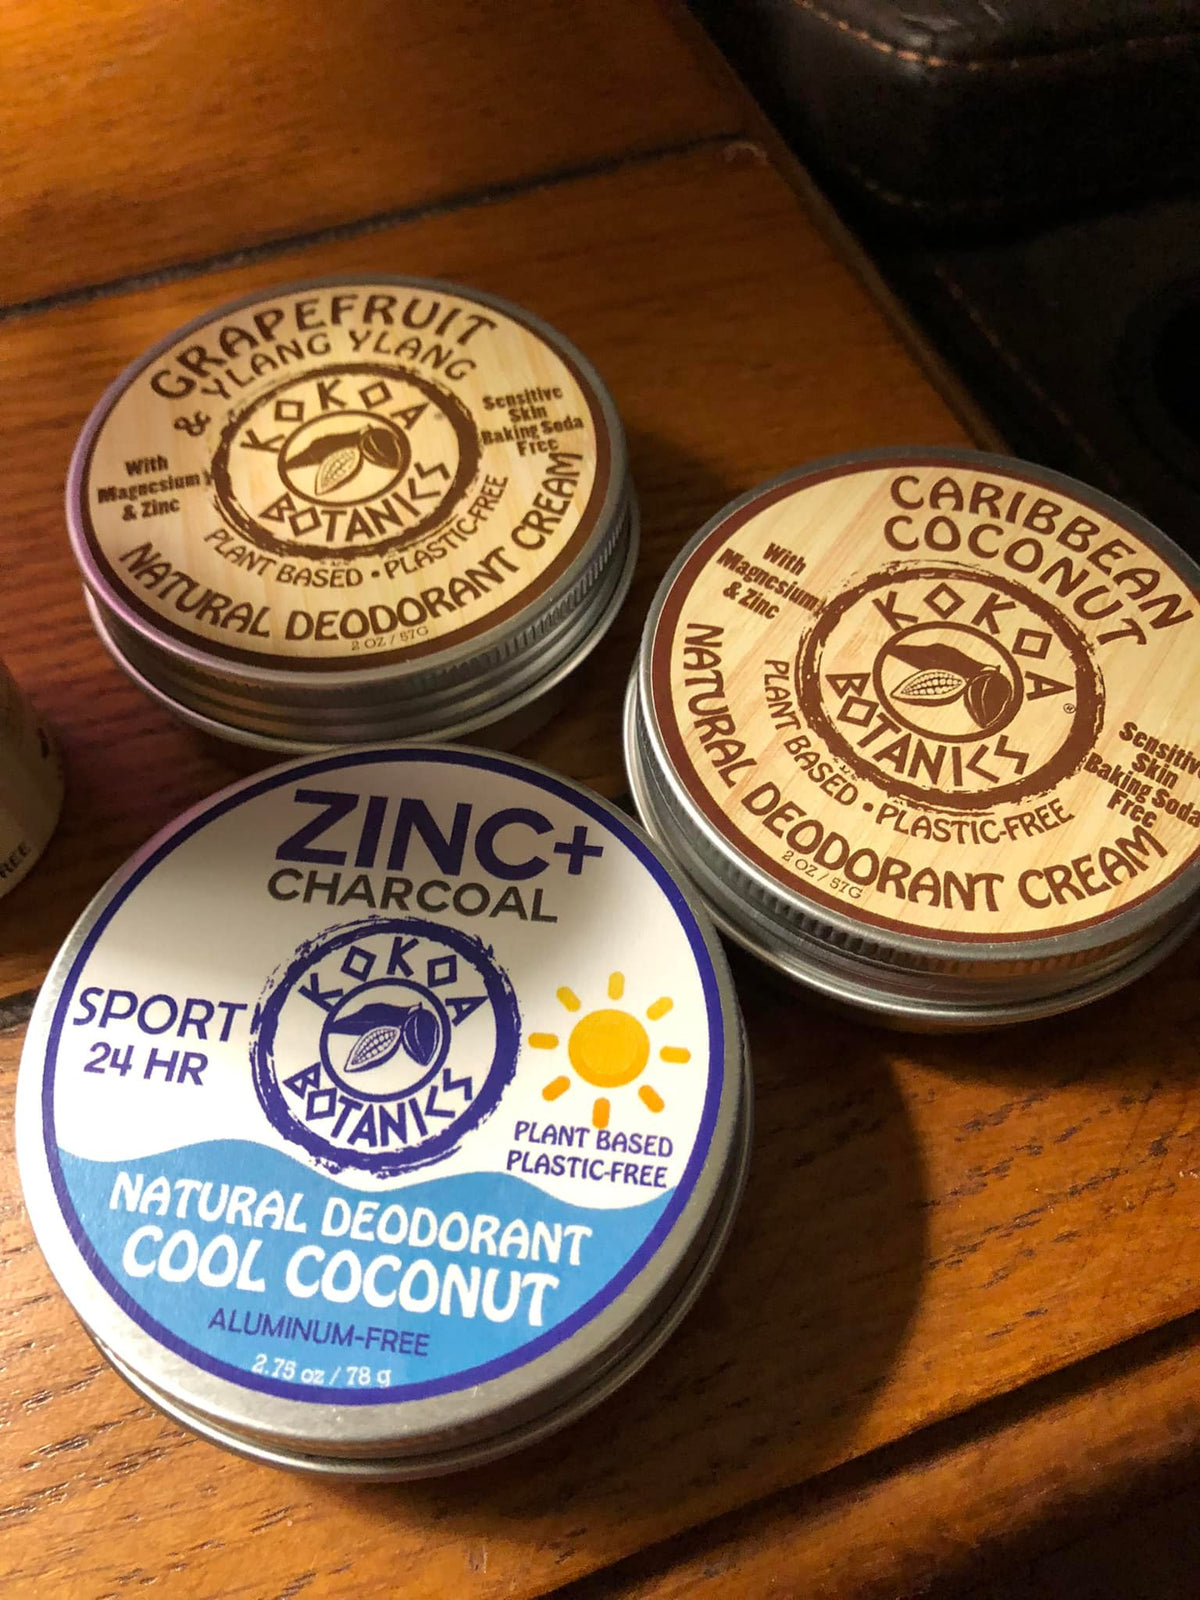 GRAPEFRUIT
& YLANG YLANG
KOKOA®
BOTANICS
With
Magnesium
& Zinc
Sensitive
Skin
Baking Soda
Free
PLANT BASED • PLASTIC-FREE
NATURAL DEODORANT CREAM
2 OZ / 57G
CARIBBEAN
COCONUT
With
Magnesium
& Zinc
KOKOA®
BOTANICS
Sensitive
Skin
Baking Soda
Free
PLANT BASED • PLASTIC-FREE
NATURAL DEODORANT CREAM
2 OZ / 57G
ZINC+
CHARCOAL
SPORT
24 HR
KOKOA
BOTANICS
PLANT BASED
PLASTIC-FREE
NATURAL DEODORANT
COOL COCONUT
ALUMINUM-FREE
2.75 oz / 78 g
FREE